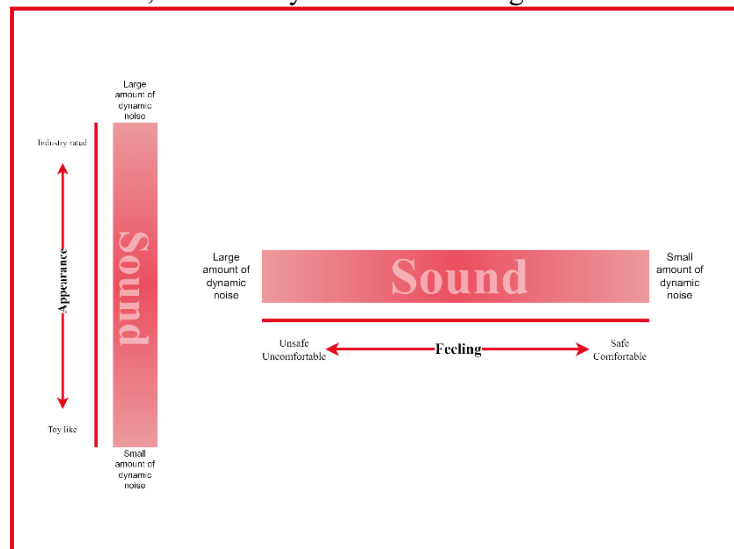 Large
amount of
dynamic
noise
Industry rated
Appearance
Sound
Toy like
Small
amount of
dynamic
noise
Large
amount of
dynamic
noise
Sound
Small
amount of
dynamic
noise
Unsafe
Uncomfortable
Feeling
Safe
Comfortable